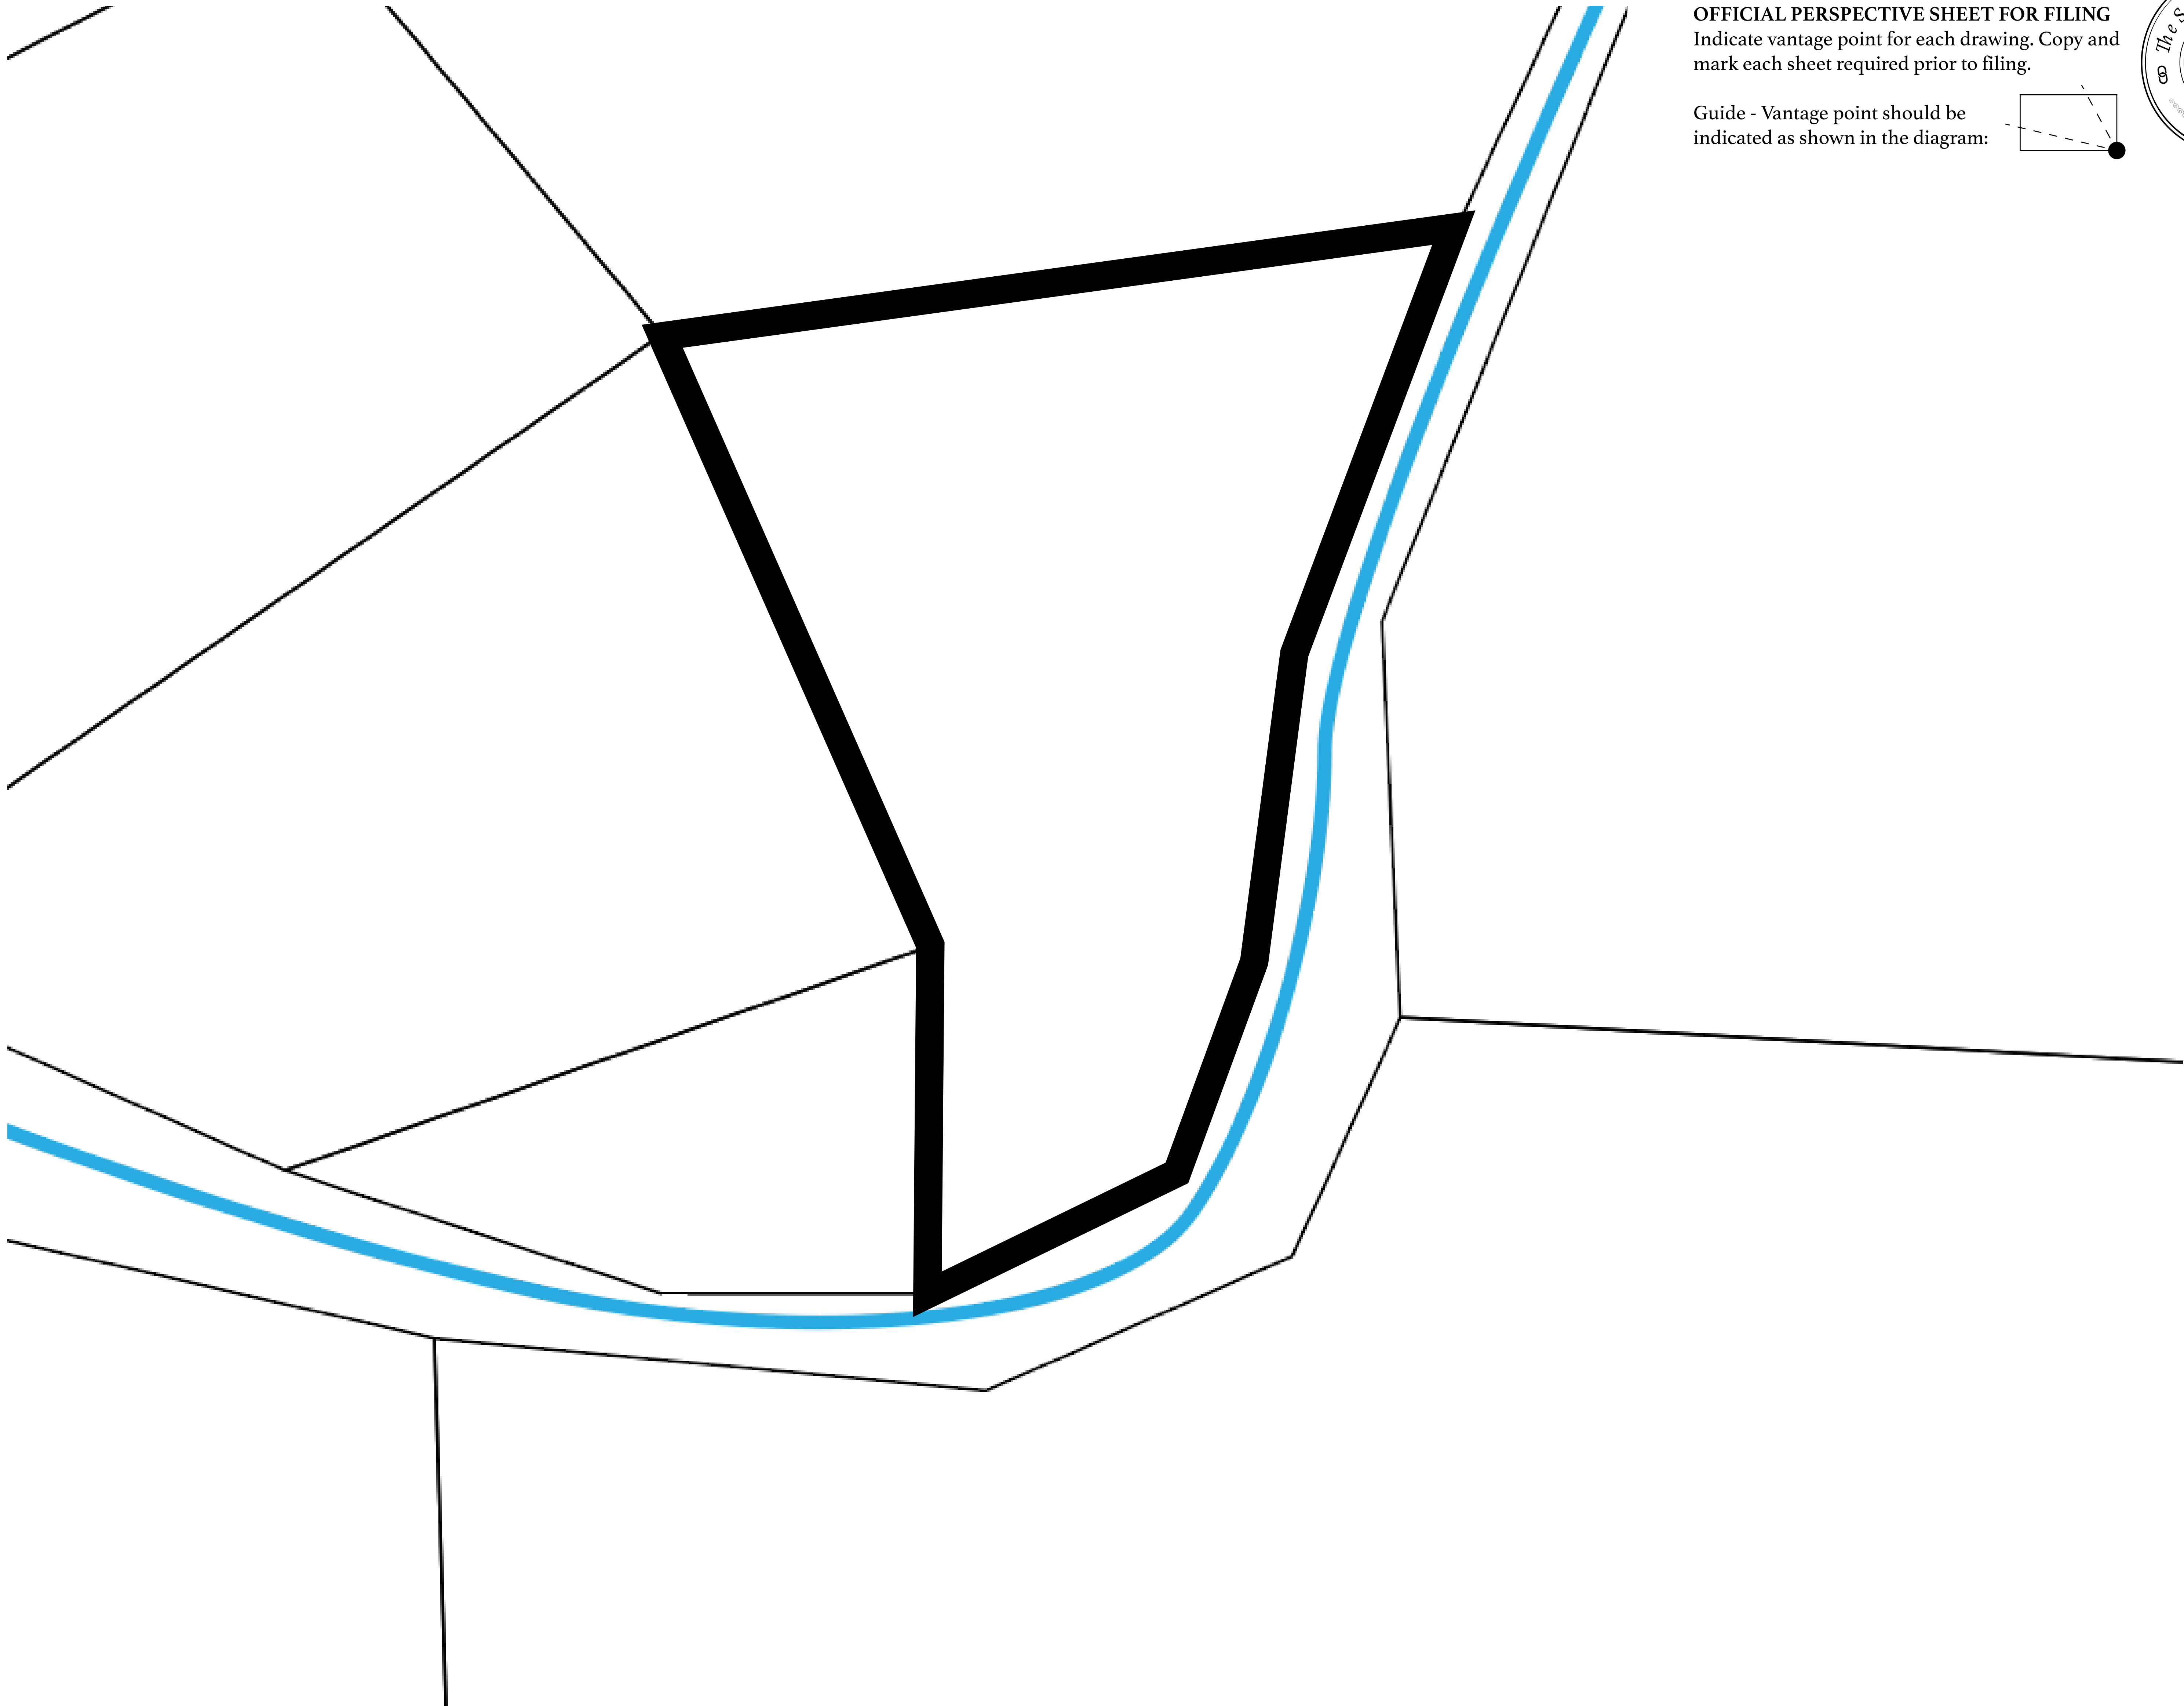 OFFICIAL PERSPECTIVE SHEET FOR FILING
Indicate vantage point for each drawing. Copy and
mark each sheet required prior to filing.
Guide - Vantage point should be
indicated as shown in the diagram:
The